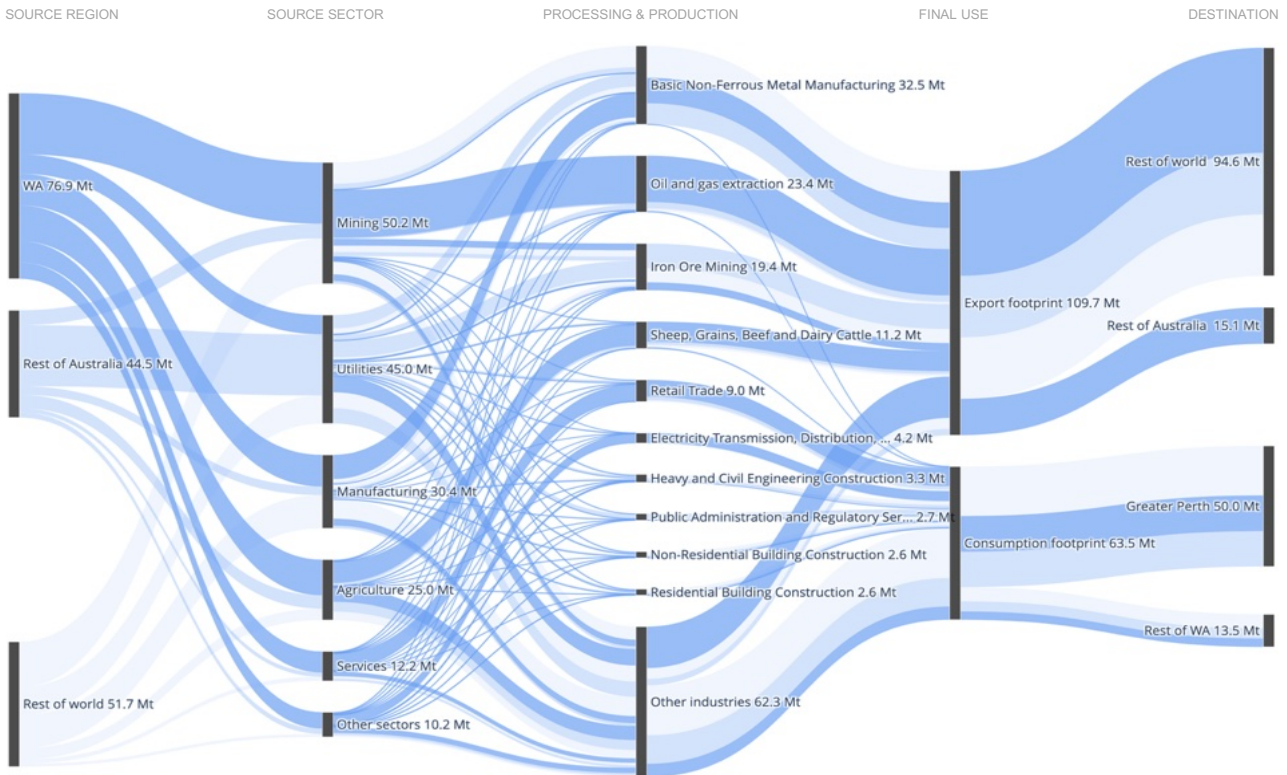 SOURCE REGION
SOURCE SECTOR
PROCESSING & PRODUCTION
FINAL USE
DESTINATION
WA 76.9 Mt
Rest of Australia 44.5 Mt
Rest of world 51.7 Mt
Mining 50.2 Mt
Utilities 45.0 Mt
Manufacturing 30.4 Mt
Agriculture 25.0 Mt
Services 12.2 Mt
Other sectors 10.2 Mt
Basic Non-Ferrous Metal Manufacturing 32.5 Mt
Oil and gas extraction 23.4 Mt
Iron Ore Mining 19.4 Mt
Sheep, Grains, Beef and Dairy Cattle 11.2 Mt
Retail Trade 9.0 Mt
Electricity Transmission, Distribution, ... 4.2 Mt
Heavy and Civil Engineering Construction 3.3 Mt
Public Administration and Regulatory Ser... 2.7 Mt
Non-Residential Building Construction 2.6 Mt
Residential Building Construction 2.6 Mt
Other industries 62.3 Mt
Export footprint 109.7 Mt
Consumption footprint 63.5 Mt
Rest of world 94.6 Mt
Rest of Australia 15.1 Mt
Greater Perth 50.0 Mt
Rest of WA 13.5 Mt